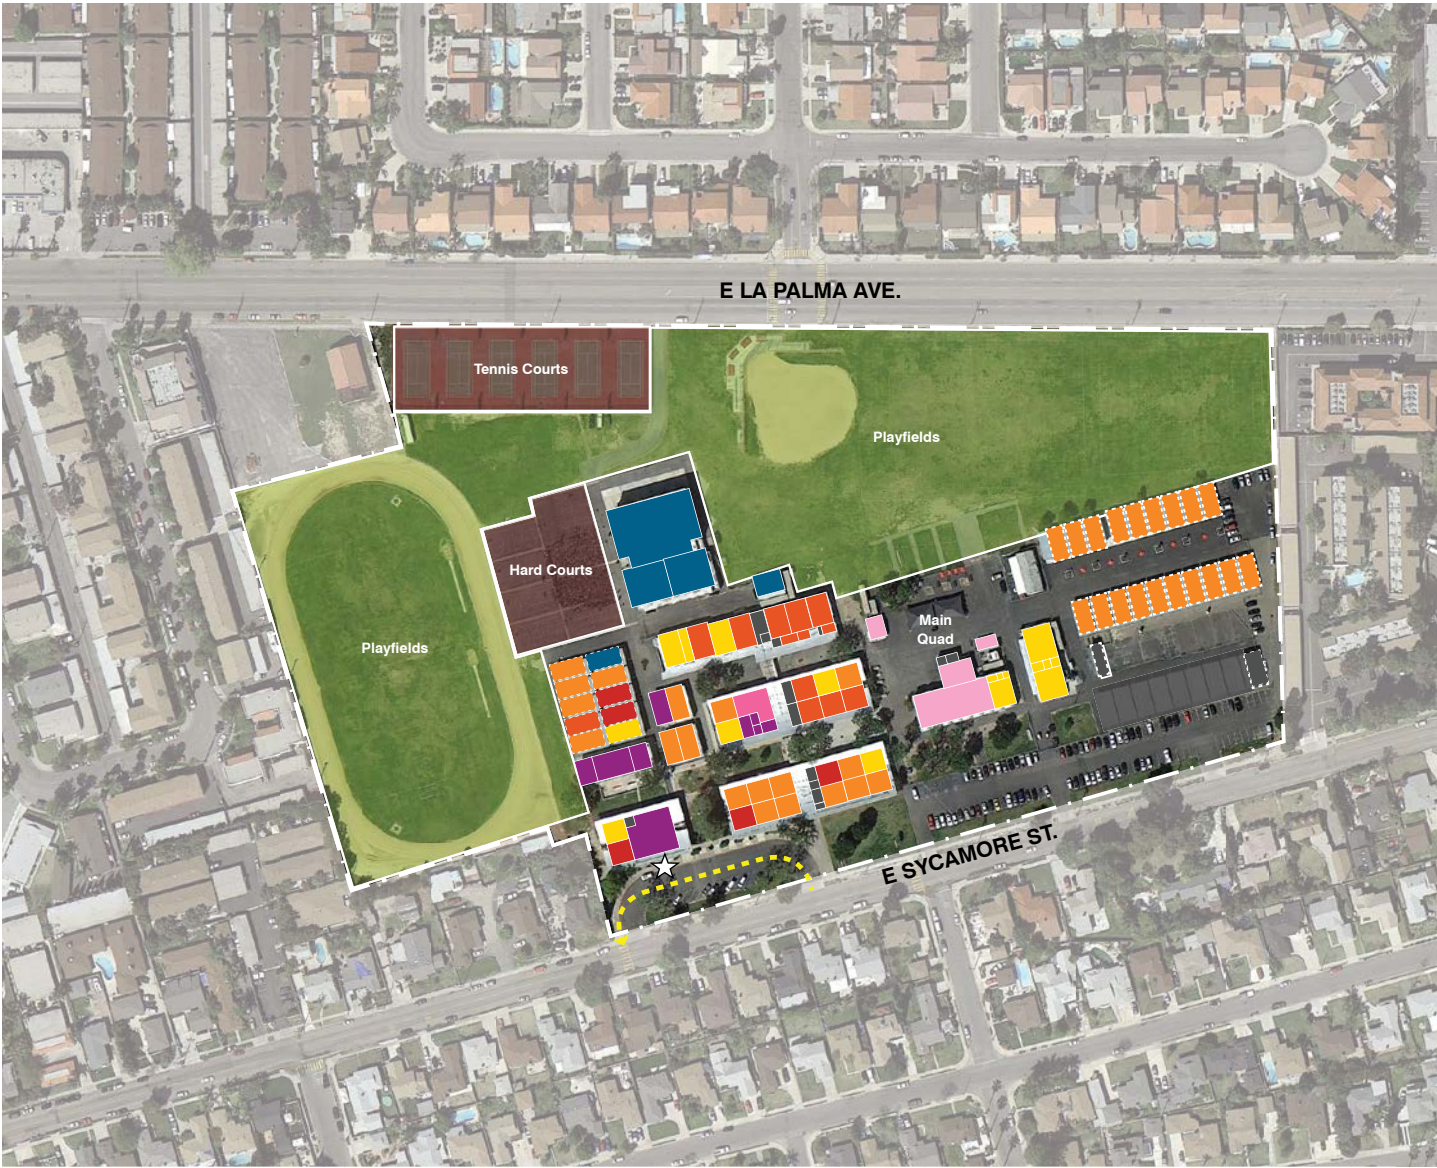 E LA PALMA AVE.
Tennis Courts
Playfields
Hard Courts
Main
Quad
Playfields
E SYCAMORE ST.